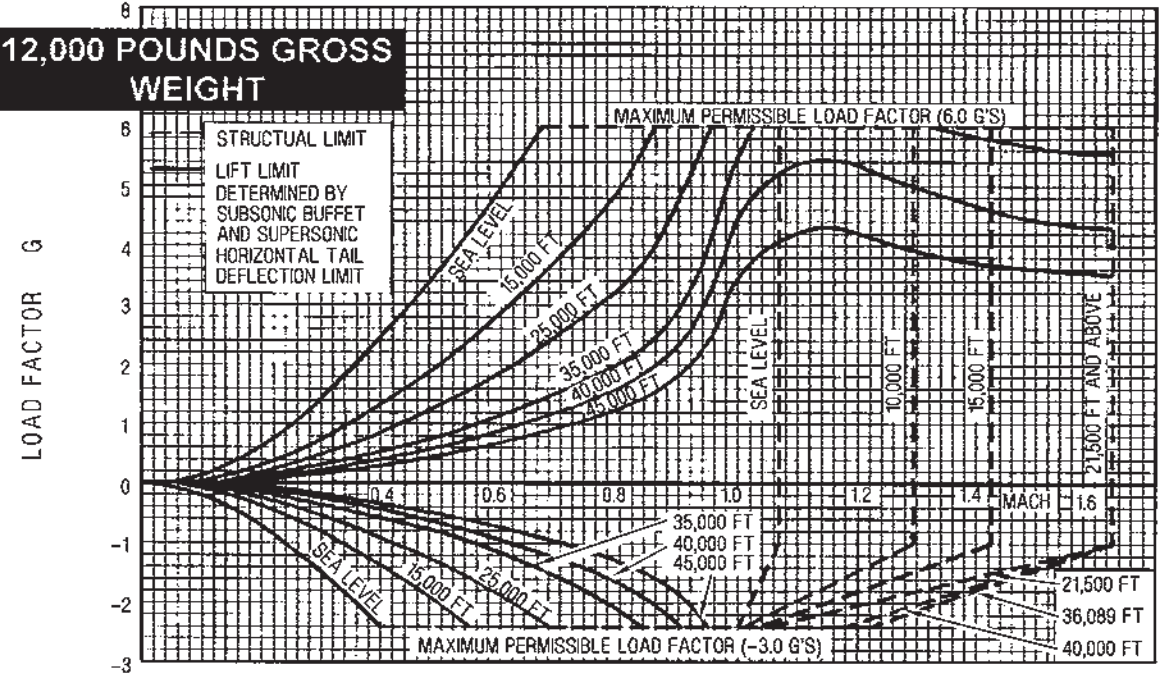 8
12,000 POUNDS GROSS
WEIGHT
MAXIMUM PERMISSIBLE LOAD FACTOR (6.0 G'S)
6
STRUCTUAL LIMIT
LIFT LIMIT
DETERMINED BY
SUBSONIC BUFFET
AND SUPERSONIC
HORIZONTAL TAIL
DEFLECTION LIMIT
5
4
3
2
1
0
-1
-2
-3
LOAD FACTOR G
SEA LEVEL
15,000 FT
25,000 FT
35,000 FT
40,000 FT
45,000 FT
SEA LEVEL
10,000 FT
15,000 FT
21,500 FT AND ABOVE
0.4
0.6
0.8
1.0
1.2
1.4
MACH
1.6
SEA LEVEL
15,000 FT
25,000 FT
35,000 FT
40,000 FT
45,000 FT
21,500 FT
36,089 FT
40,000 FT
MAXIMUM PERMISSIBLE LOAD FACTOR (-3.0 G'S)